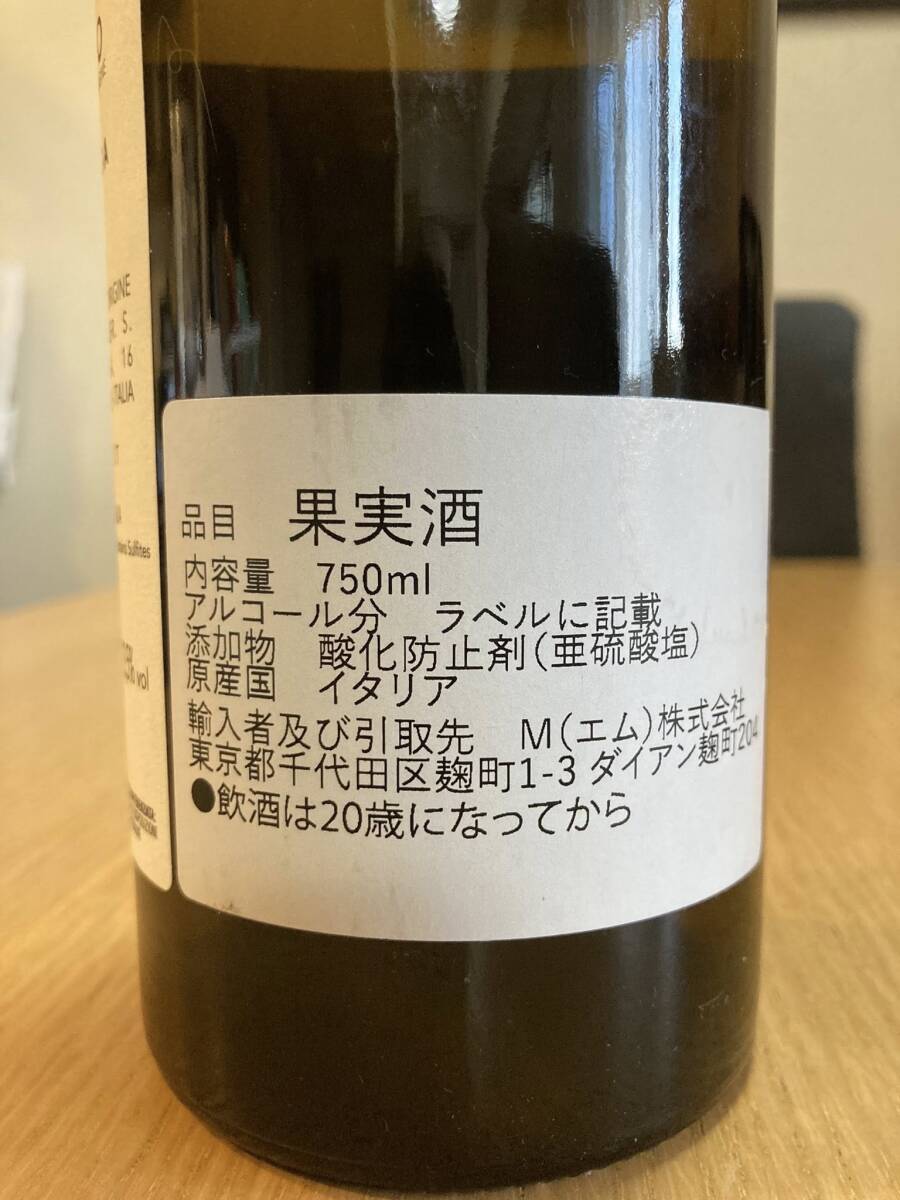 O
A
S.
16
ITALIA
Sulfites
vol
品目 果実酒
内容量 750ml
アルコール分 ラベルに記載
添加物 酸化防止剤(亜硫酸塩)
原産国 イタリア
輸入者及び引取先 M(エム)株式会社
東京都千代田区麹町1-3 ダイアン麹町204
●飲酒は20歳になってから